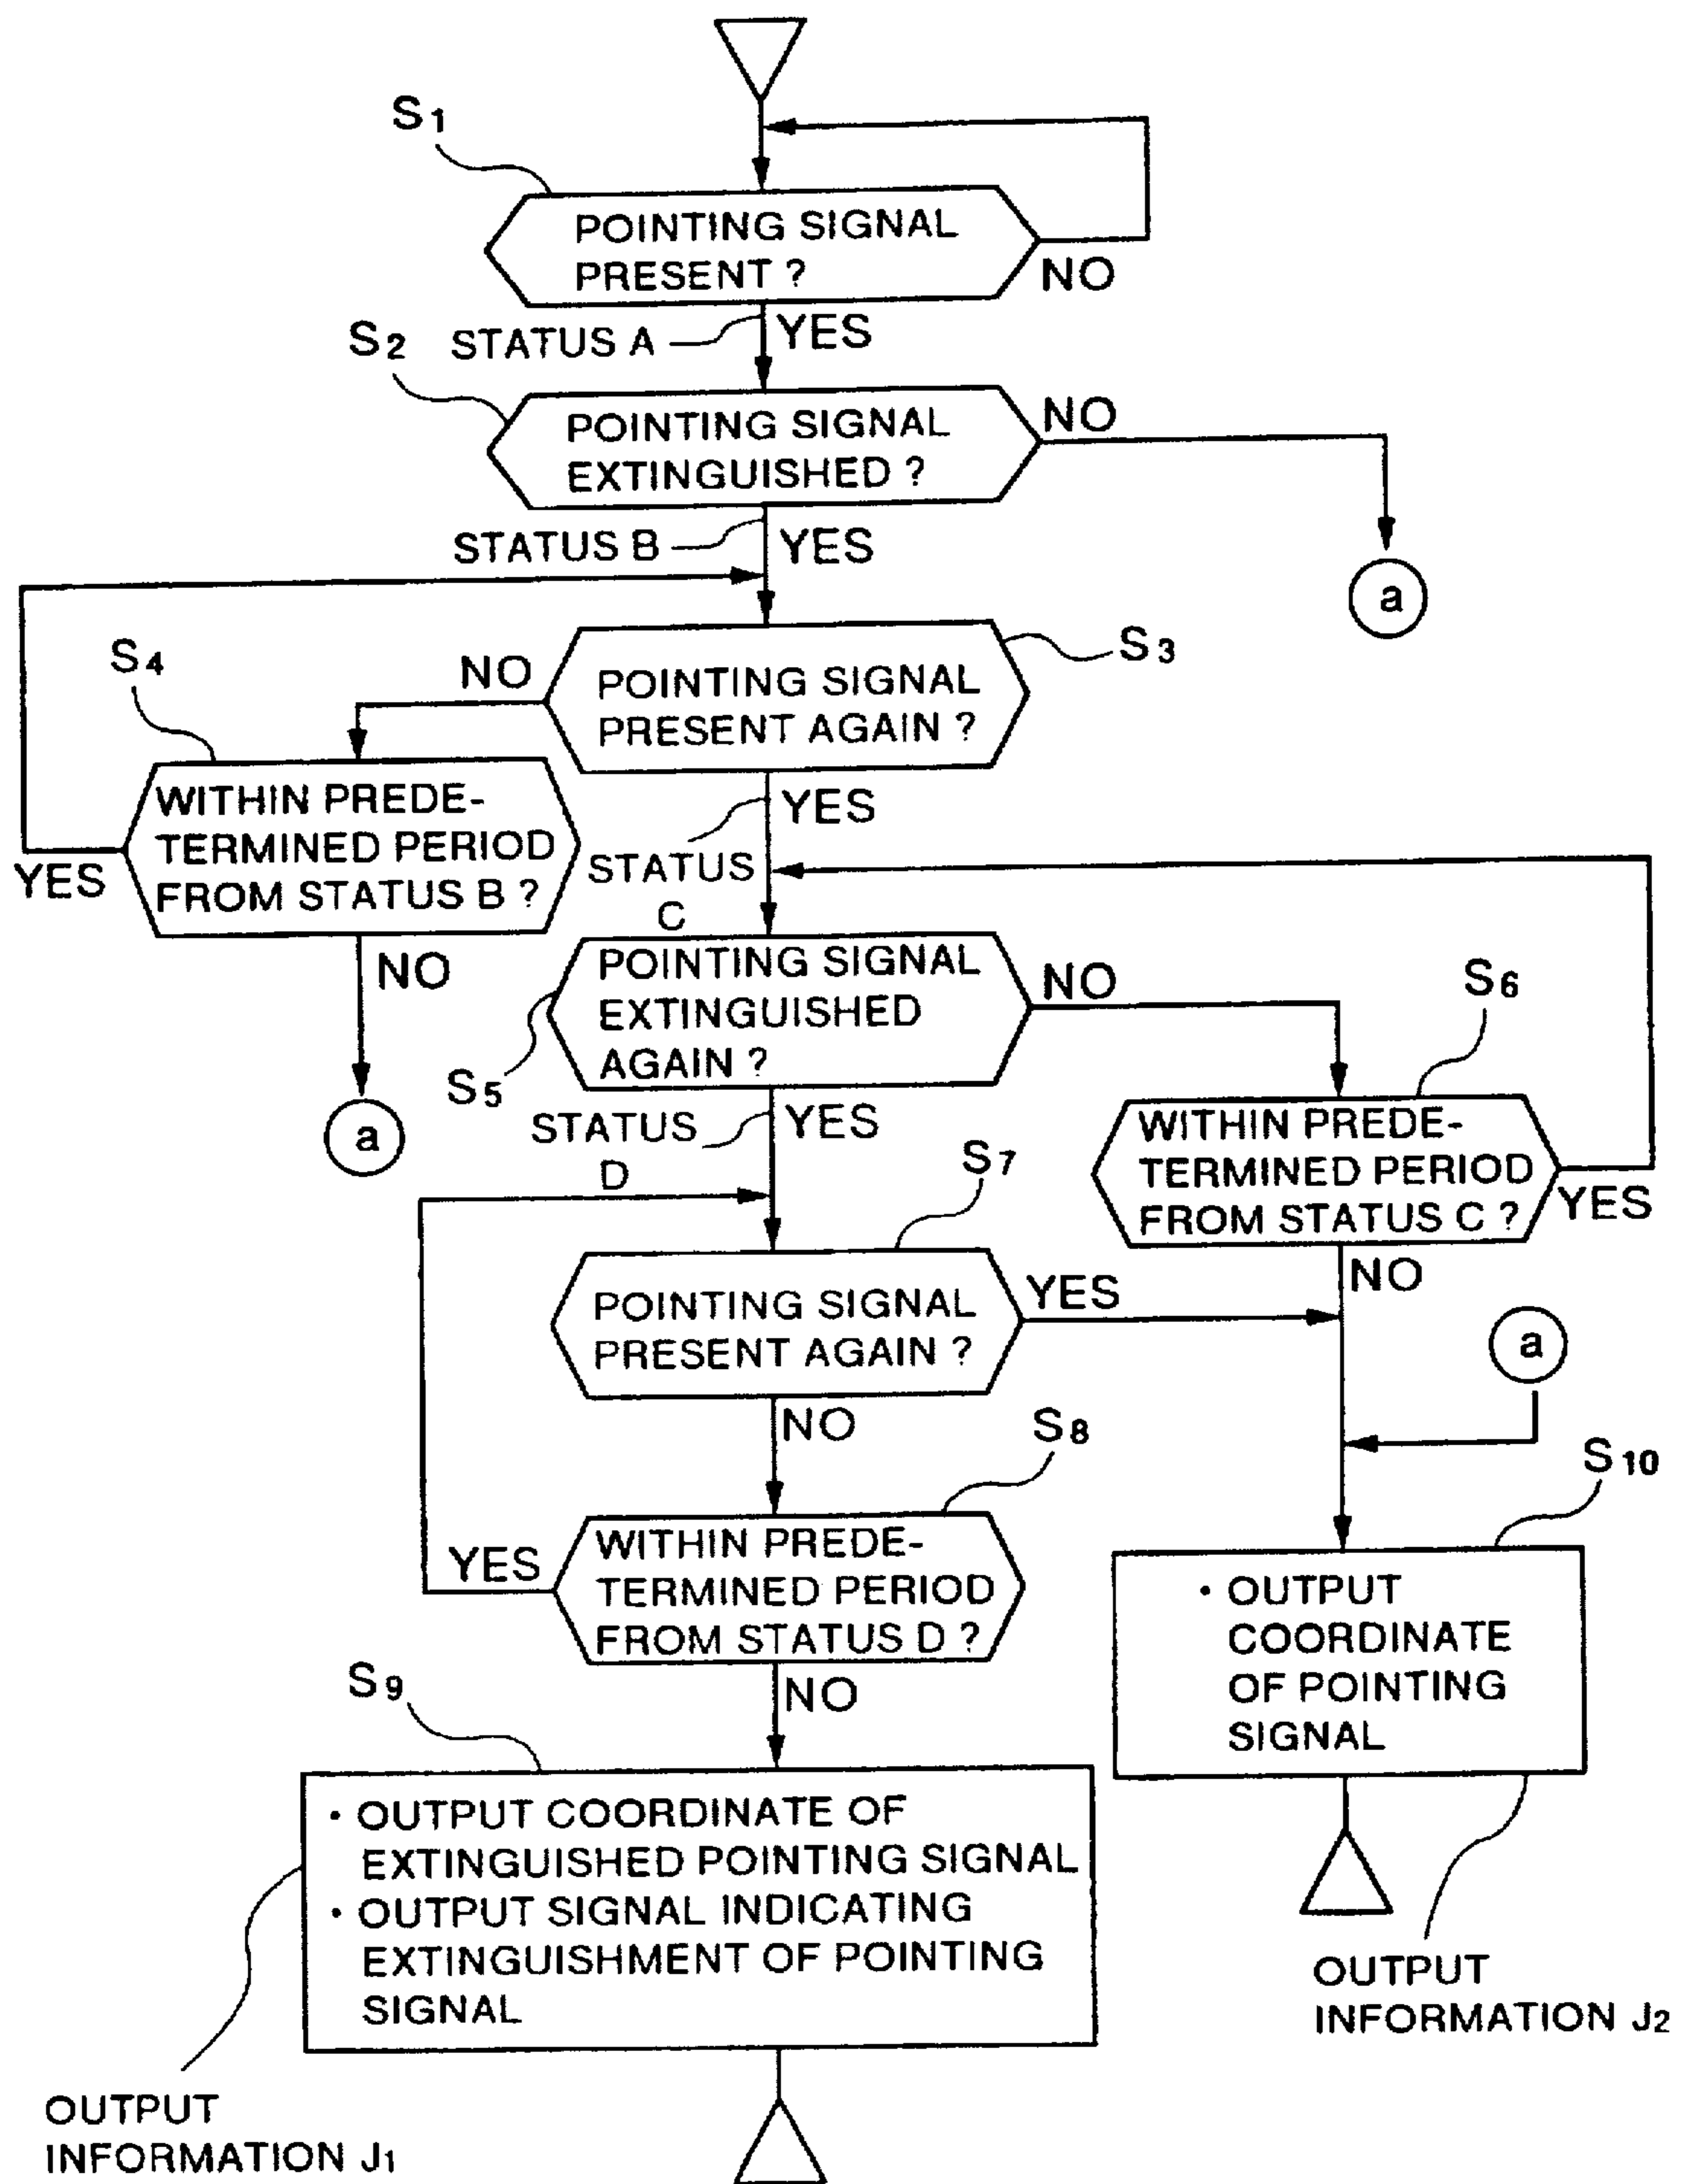 S1
POINTING SIGNAL
PRESENT ?
NO
STATUS A
YES
S2
POINTING SIGNAL
EXTINGUISHED ?
NO
a
STATUS B
YES
S3
POINTING SIGNAL
PRESENT AGAIN ?
NO
S4
WITHIN PREDE-
TERMINED PERIOD
FROM STATUS B ?
YES
NO
a
YES
STATUS
C
S5
POINTING SIGNAL
EXTINGUISHED
AGAIN ?
NO
S6
WITHIN PREDE-
TERMINED PERIOD
FROM STATUS C ?
YES
NO
STATUS
D
YES
S7
POINTING SIGNAL
PRESENT AGAIN ?
YES
NO
a
S8
WITHIN PREDE-
TERMINED PERIOD
FROM STATUS D ?
YES
NO
S10
• OUTPUT
COORDINATE
OF POINTING
SIGNAL
OUTPUT
INFORMATION J2
S9
• OUTPUT COORDINATE OF
EXTINGUISHED POINTING SIGNAL
• OUTPUT SIGNAL INDICATING
EXTINGUISHMENT OF POINTING
SIGNAL
OUTPUT
INFORMATION J1